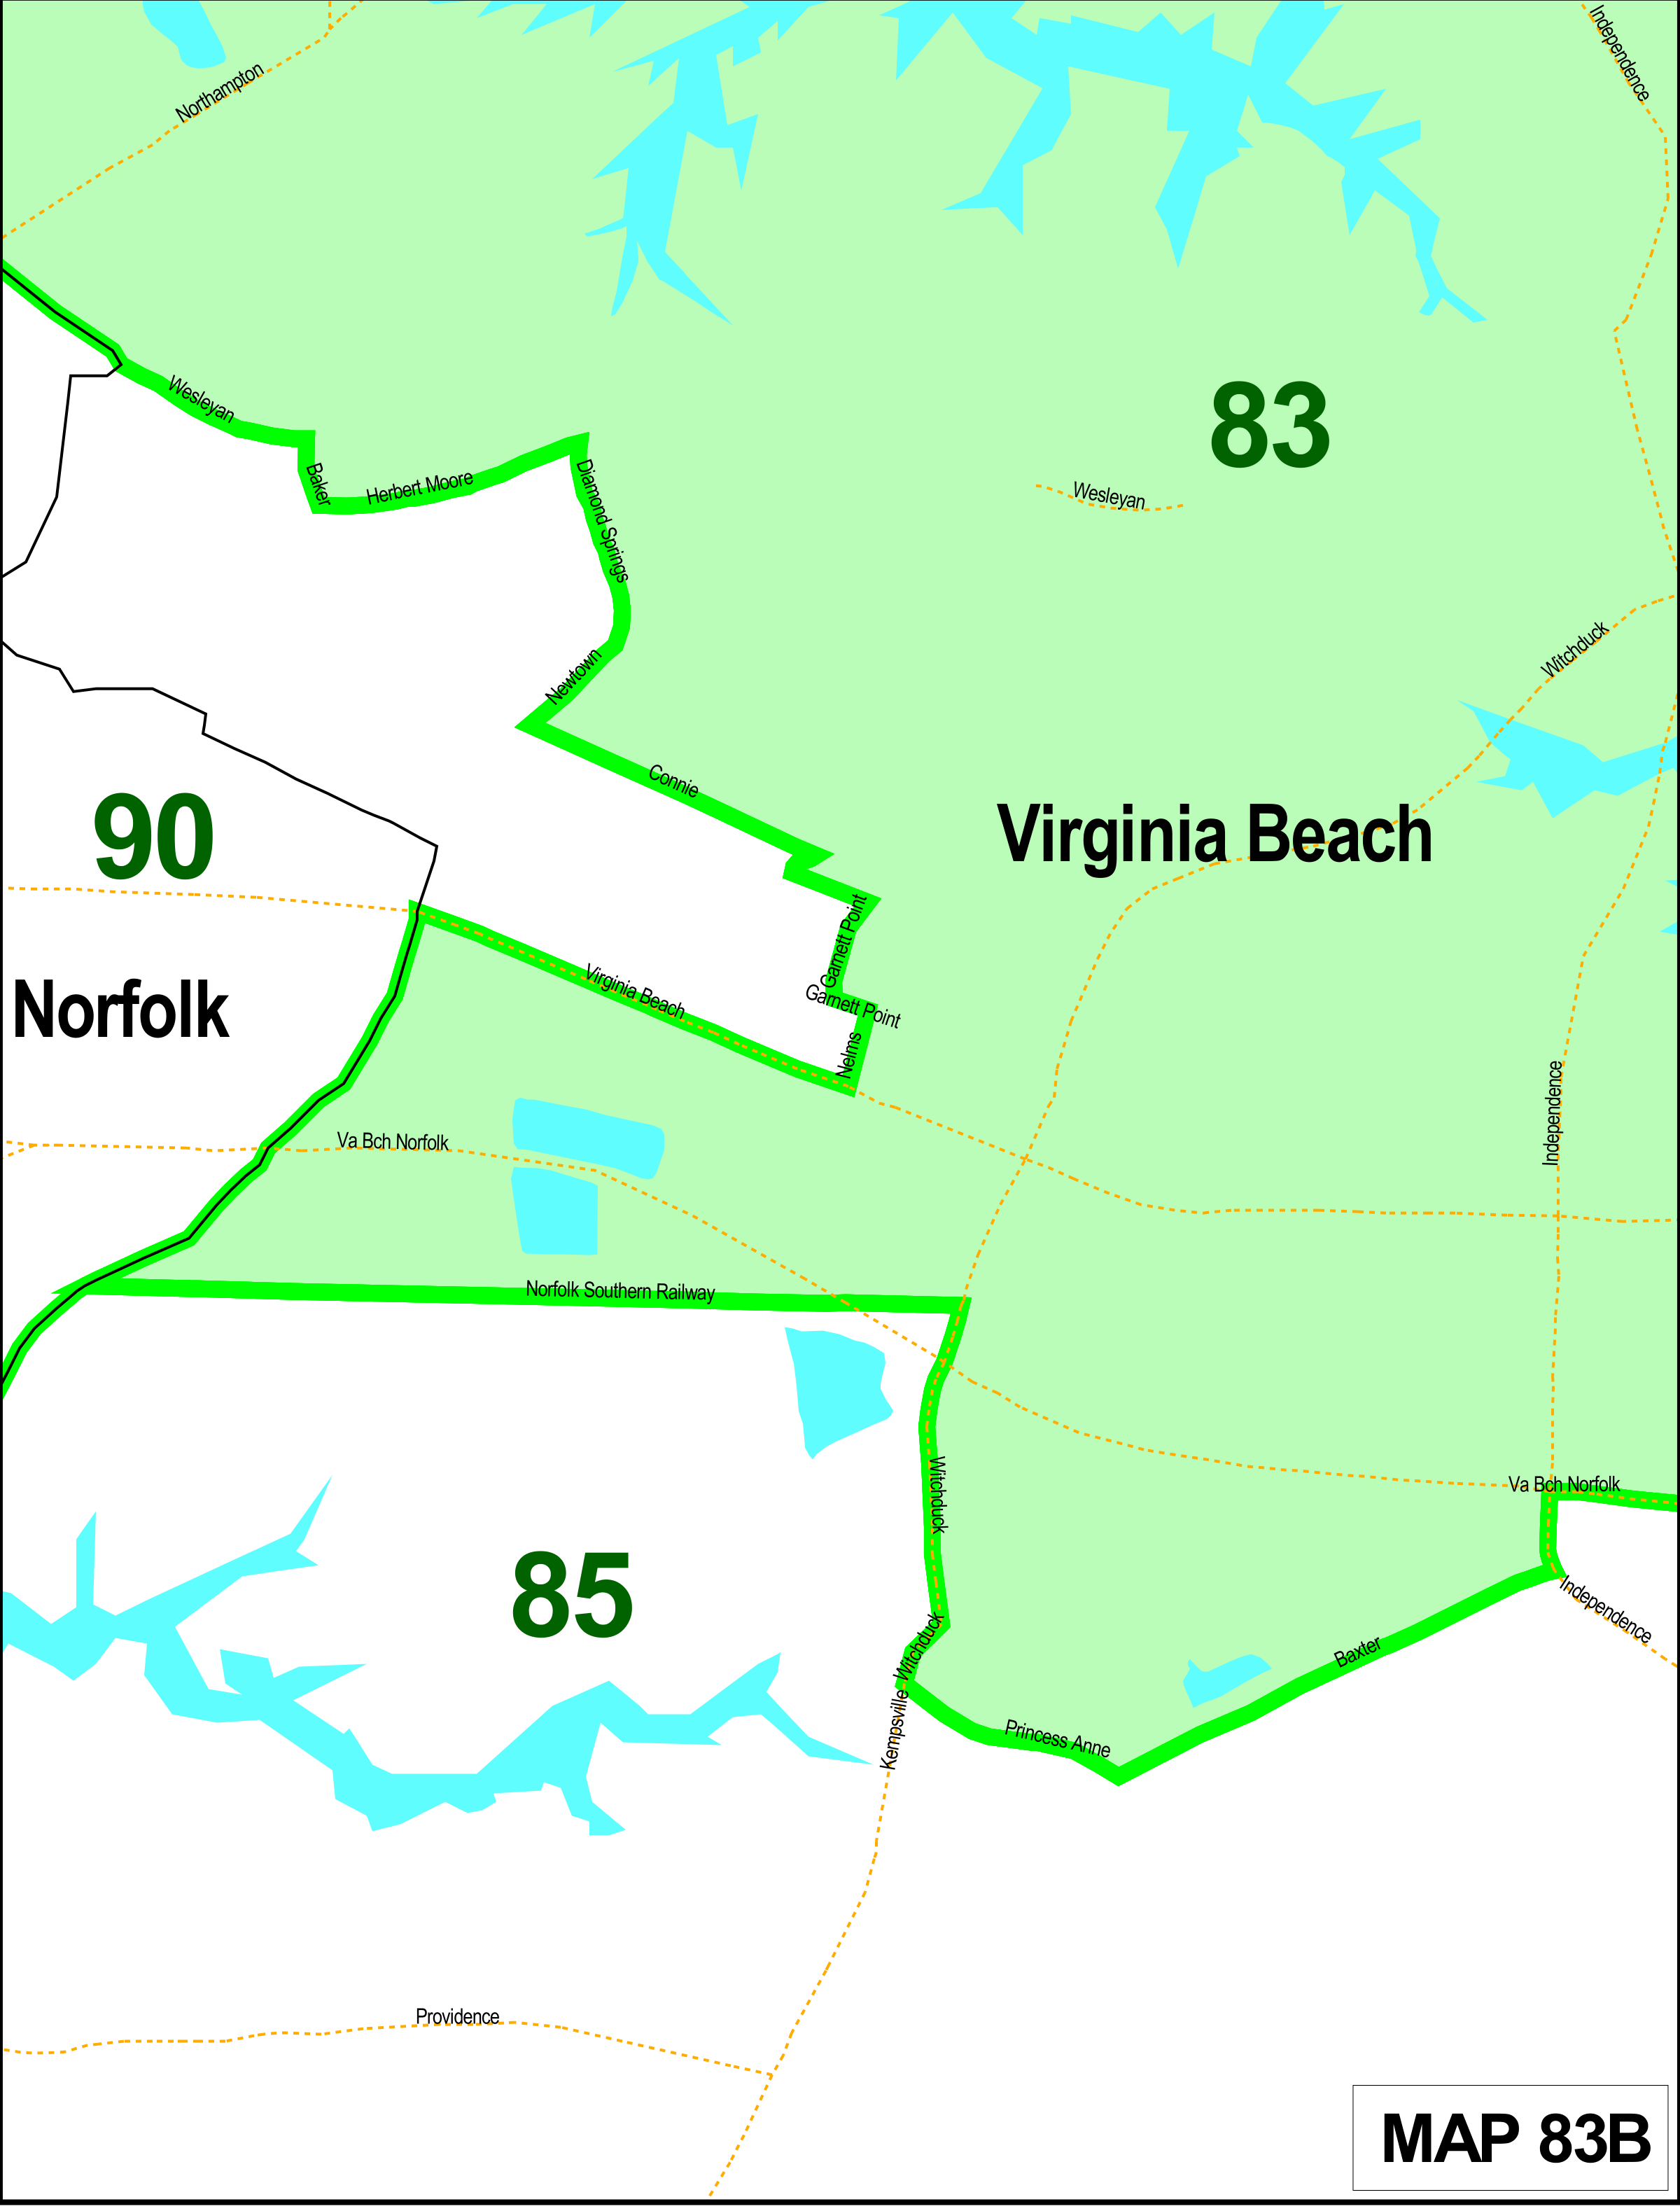 Independence
Northampton
83
Wesleyan
Baker
Herbert Moore
Diamond Springs
Wesleyan
Witchduck
Newtown
Connie
90
Virginia Beach
Garnett Point
Garnett Point
Norfolk
Virginia Beach
Nelms
Independence
Va Bch Norfolk
Norfolk Southern Railway
Witchduck
Va Bch Norfolk
85
Independence
Witchduck
Baxter
Kempsville
Princess Anne
Providence
MAP 83B